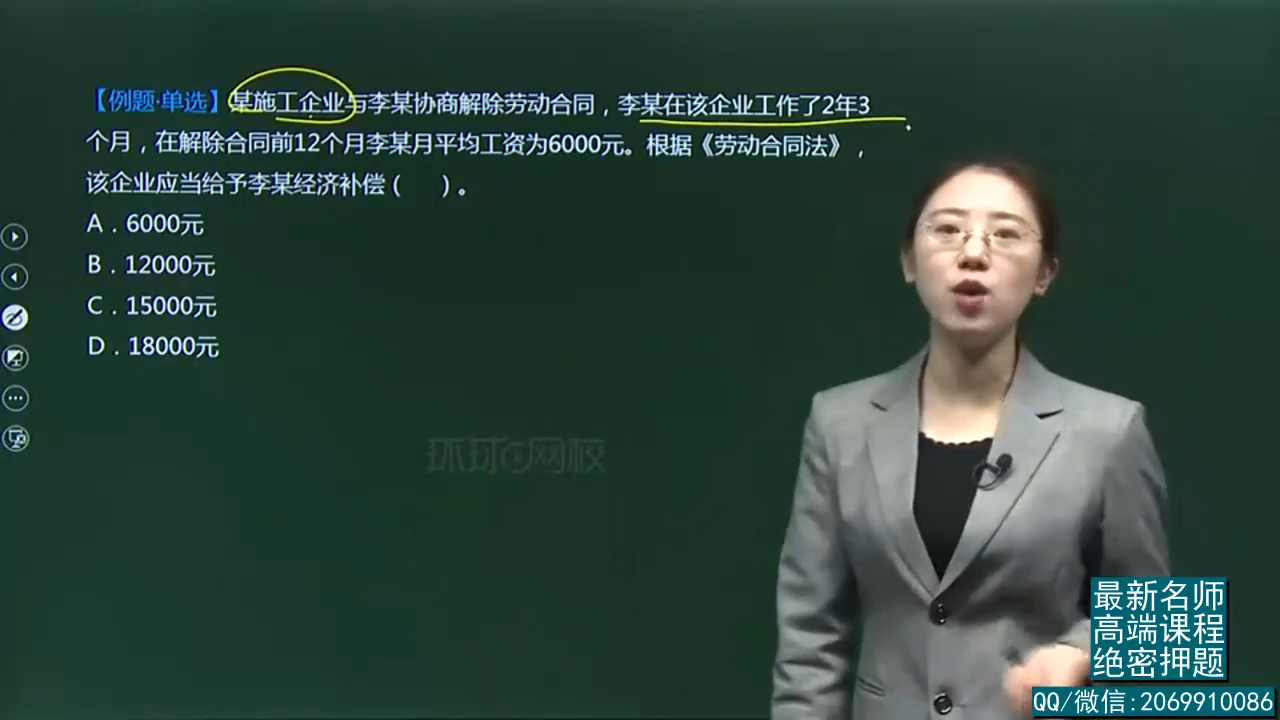 【例题·单选】某施工企业与李某协商解除劳动合同，李某在该企业工作了2年3
个月，在解除合同前12个月李某月平均工资为6000元。根据《劳动合同法》，
该企业应当给予李某经济补偿（ ）。
A．6000元
B．12000元
C．15000元
D．18000元
环球网校
最新名师
高端课程
绝密押题
QQ/微信:2069910086